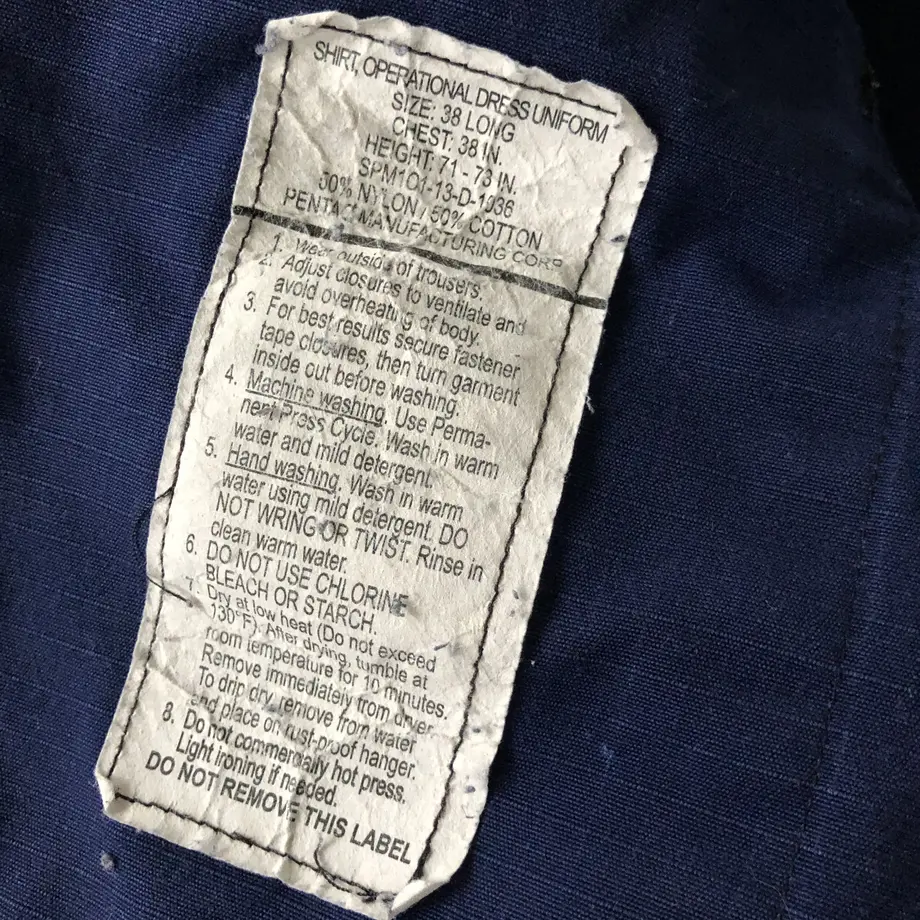 SHIRT, OPERATIONAL DRESS UNIFORM
SIZE: 38 LONG
CHEST: 38 IN.
HEIGHT: 71 - 73 IN.
SPM1C1-13-D-1036
50% NYLON / 50% COTTON
MANUFACTURING CORP
1. Wear outside of trousers.
2. Adjust closures to ventilate and
avoid overheating of body.
3. For best results secure fastener
tape closures, then turn garment
inside out before washing.
4. Machine washing. Use Perma-
nent Press Cycle. Wash in warm
water and mild detergent.
5. Hand washing. Wash in warm
water using mild detergent. DO
NOT WRING OR TWIST. Rinse in
clean warm water.
6. DO NOT USE CHLORINE
BLEACH OR STARCH.
7. Dry at low heat (Do not exceed
130°F). After drying, tumble at
room temperature for 10 minutes.
Remove immediately from dryer.
To drip dry, remove from water
and place on rust-proof hanger.
8. Do not commercially hot press.
Light ironing if needed.
DO NOT REMOVE THIS LABEL